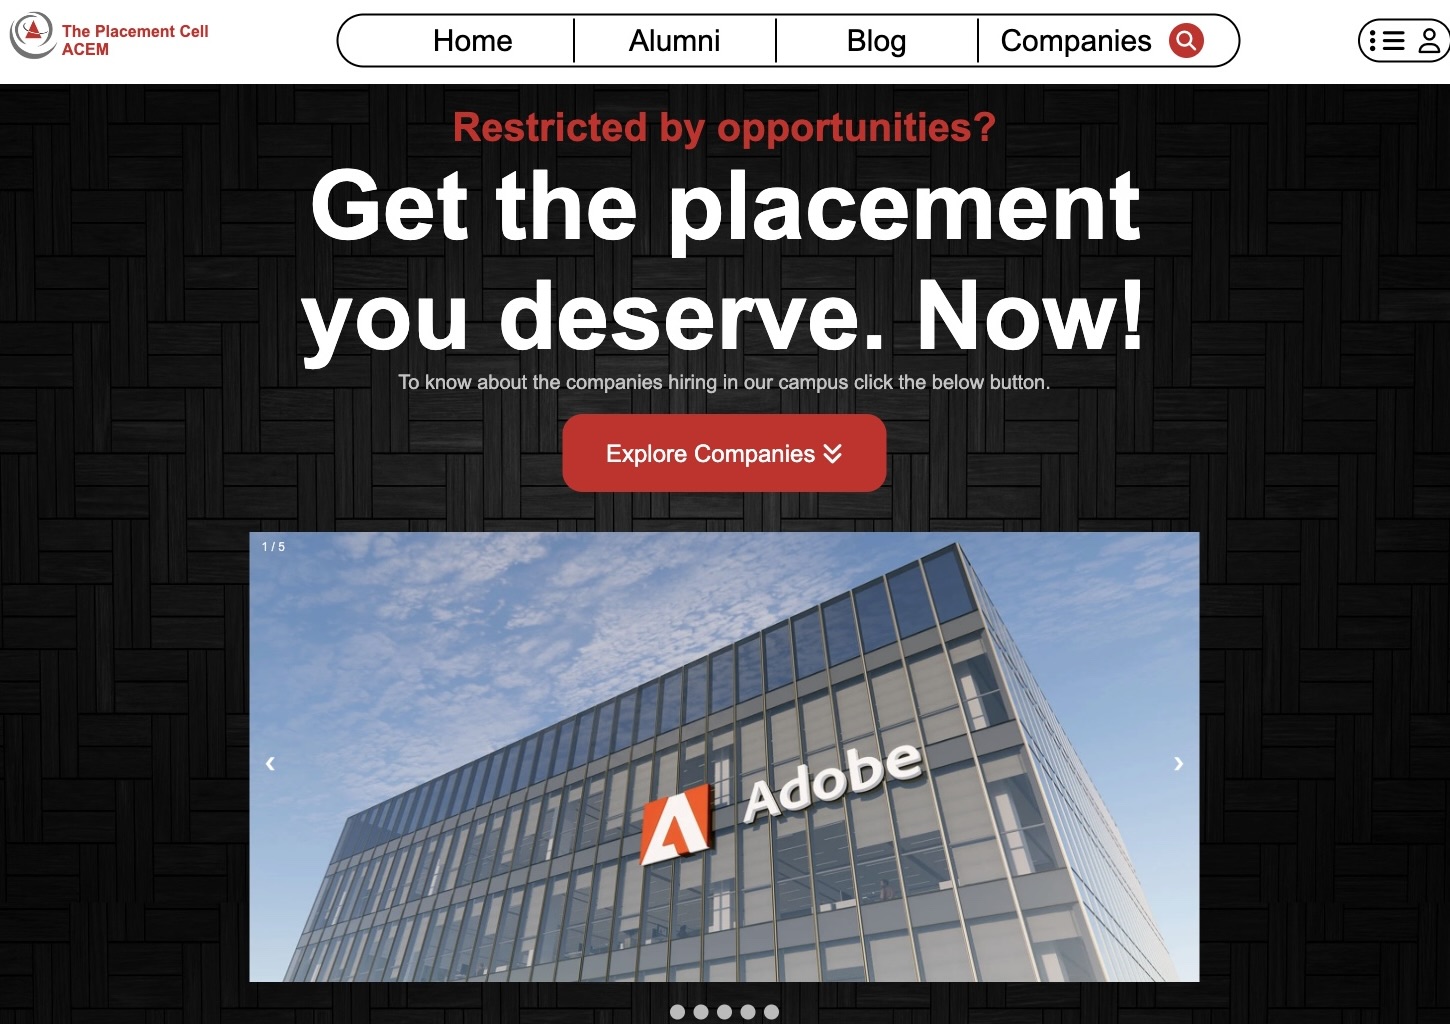 The Placement Cell
ACEM
Home
Alumni
Blog
Companies
Restricted by opportunities?
Get the placement
you deserve. Now!
To know about the companies hiring in our campus click the below button.
Explore Companies
1 / 5
Adobe